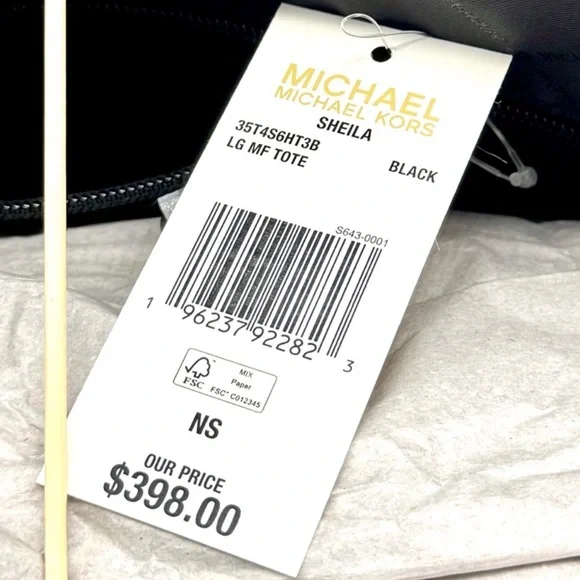 MICHAEL
MICHAEL KORS
SHEILA
35T4S6HT3B
LG MF TOTE BLACK
S643-0001
1 96237 92282 3
FSC
MIX
Paper
FSC™ C012345
NS
OUR PRICE
$398.00